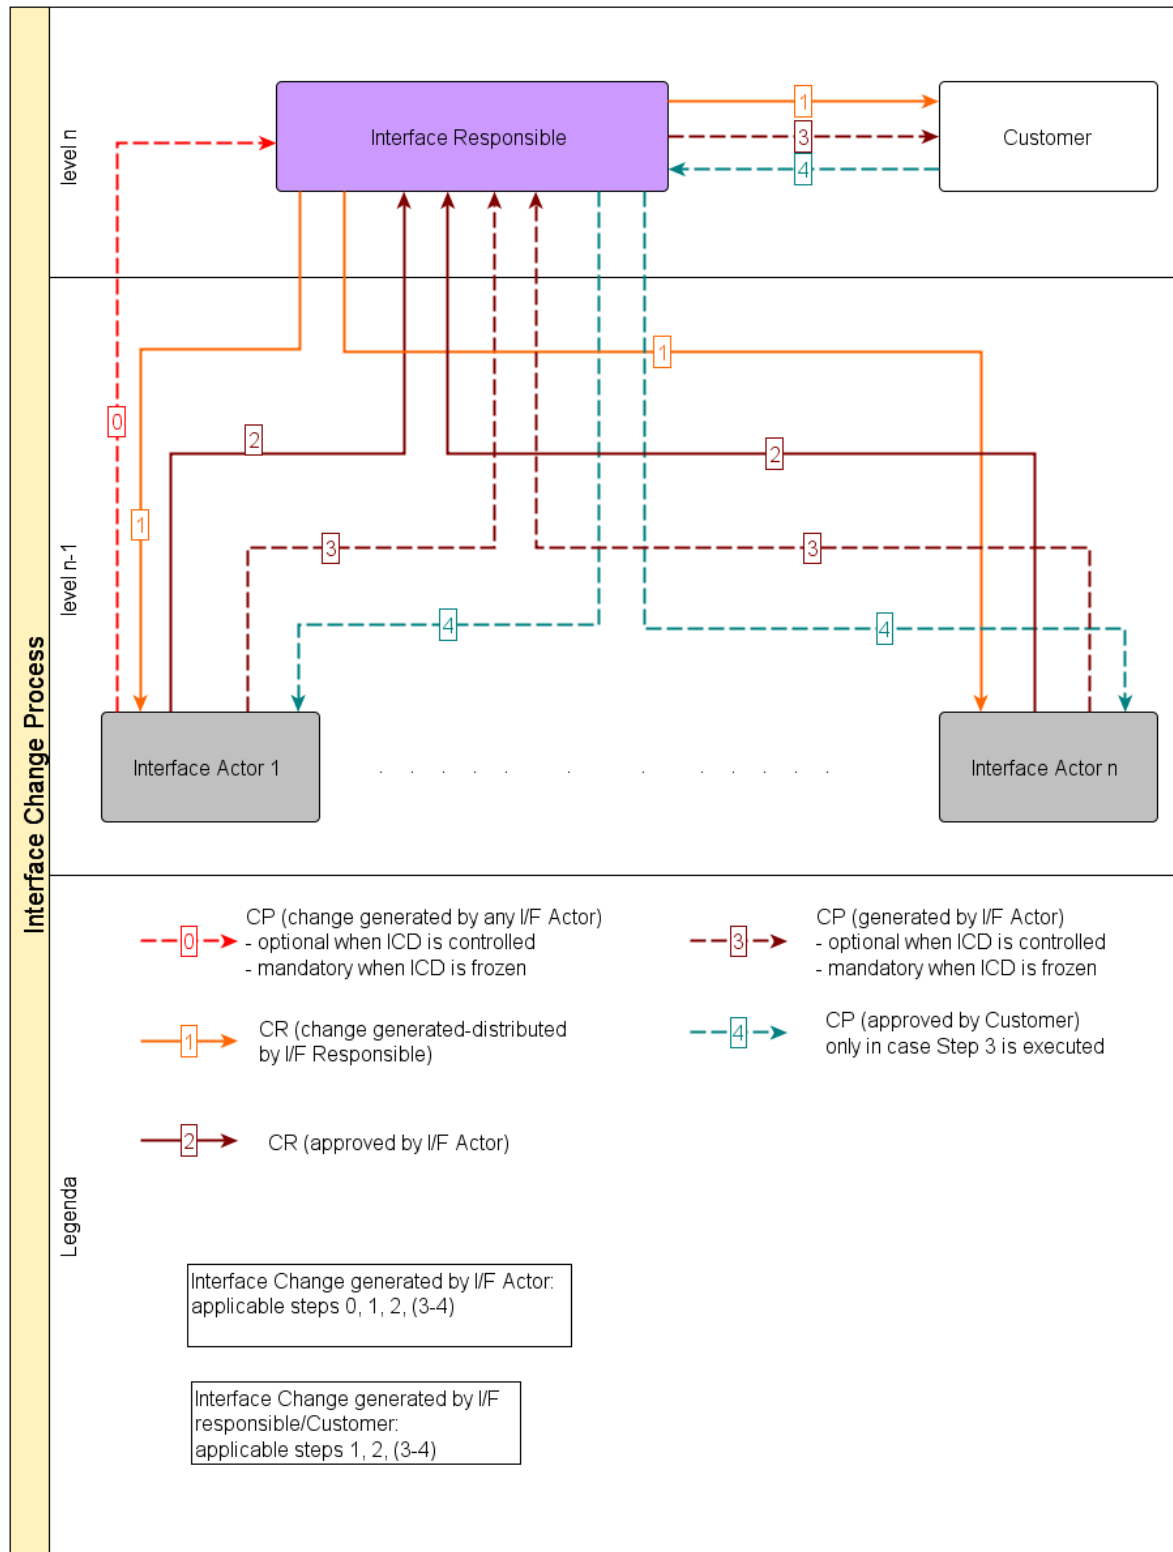 Interface Change Process
level n
Interface Responsible
Customer
1
3
4
level n-1
0
1
2
3
4
1
2
3
4
Interface Actor 1
. . . . . . . . . . . .
Interface Actor n
Legenda
0
CP (change generated by any I/F Actor)
- optional when ICD is controlled
- mandatory when ICD is frozen
1
CR (change generated-distributed
by I/F Responsible)
2
CR (approved by I/F Actor)
3
CP (generated by I/F Actor)
- optional when ICD is controlled
- mandatory when ICD is frozen
4
CP (approved by Customer)
only in case Step 3 is executed
Interface Change generated by I/F Actor:
applicable steps 0, 1, 2, (3-4)
Interface Change generated by I/F
responsible/Customer:
applicable steps 1, 2, (3-4)